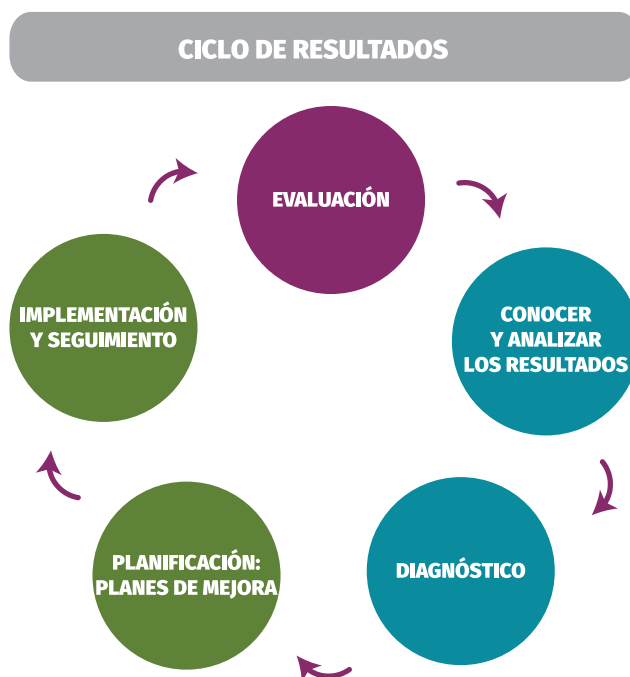 CICLO DE RESULTADOS
EVALUACIÓN
CONOCER
Y ANALIZAR
LOS RESULTADOS
DIAGNÓSTICO
PLANIFICACIÓN:
PLANES DE MEJORA
IMPLEMENTACIÓN
Y SEGUIMIENTO